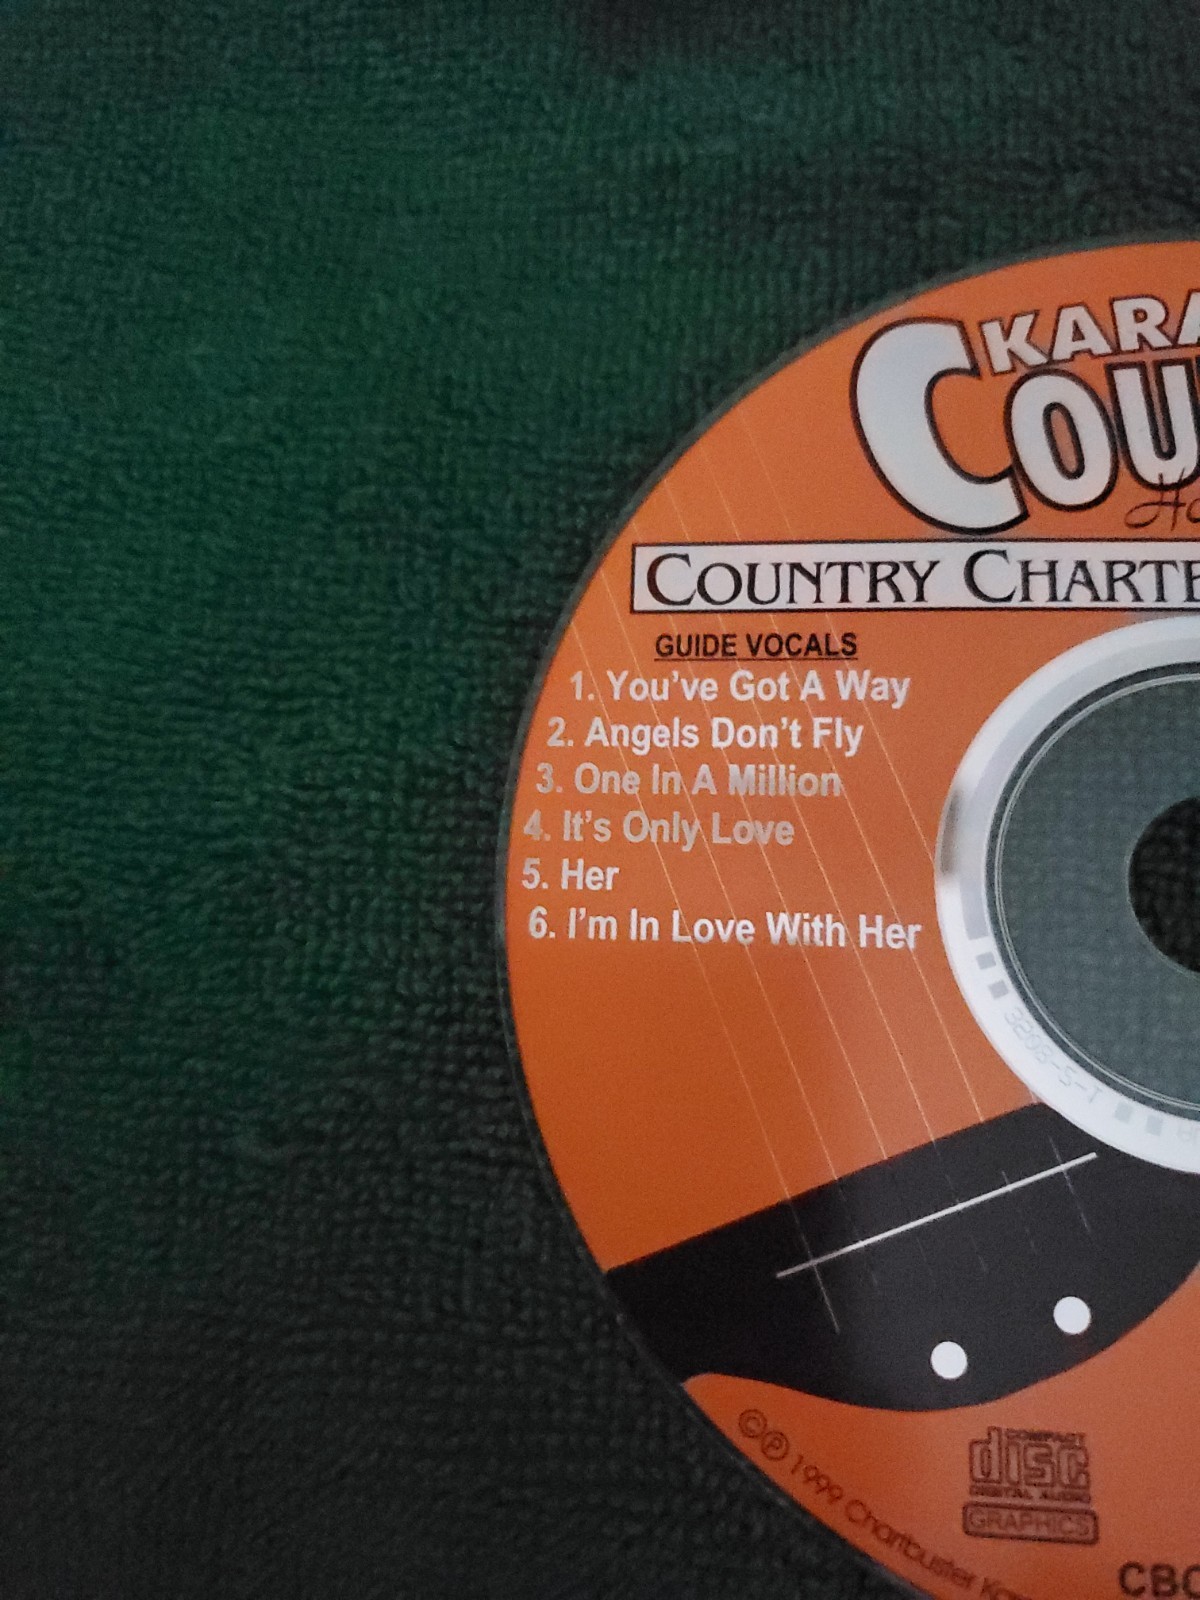 KARA
COU
COUNTRY CHARTE
GUIDE VOCALS
1. You've Got A Way
2. Angels Don't Fly
3. One In A Million
4. It's Only Love
5. Her
6. I'm In Love With Her
COMPACT
disc
DIGITAL AUDIO
GRAPHICS
©℗ 1999 Chartbuster Ka
CBC